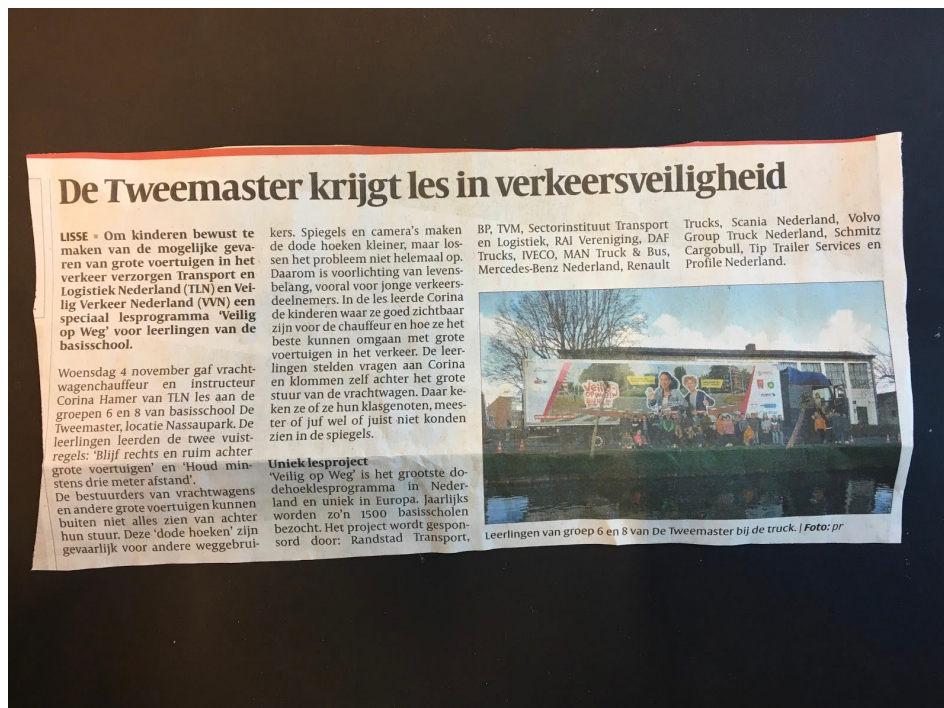 De Tweemaster krijgt les in verkeersveiligheid
LISSE • Om kinderen bewust te
maken van de mogelijke geva-
ren van grote voertuigen in het
verkeer verzorgen Transport en
Logistiek Nederland (TLN) en Vei-
lig Verkeer Nederland (VVN) een
speciaal lesprogramma 'Veilig
op Weg' voor leerlingen van de
basisschool.
Woensdag 4 november gaf vracht-
wagenchauffeur en instructeur
Corina Hamer van TLN les aan de
groepen 6 en 8 van basisschool De
Tweemaster, locatie Nassaupark. De
leerlingen leerden de twee vuist-
regels: 'Blijf rechts en ruim achter
grote voertuigen' en 'Houd min-
stens drie meter afstand'.
De bestuurders van vrachtwagens
en andere grote voertuigen kunnen
buiten niet alles zien van achter
hun stuur. Deze 'dode hoeken' zijn
gevaarlijk voor andere weggebrui-
kers. Spiegels en camera's maken
de dode hoeken kleiner, maar los-
sen het probleem niet helemaal op.
Daarom is voorlichting van levens-
belang, vooral voor jonge verkeers-
deelnemers. In de les leerde Corina
de kinderen waar ze goed zichtbaar
zijn voor de chauffeur en hoe ze het
beste kunnen omgaan met grote
voertuigen in het verkeer. De leer-
lingen stelden vragen aan Corina
en klommen zelf achter het grote
stuur van de vrachtwagen. Daar ke-
ken ze of ze hun klasgenoten, mees-
ter of juf wel of juist niet konden
zien in de spiegels.
Uniek lesproject
'Veilig op Weg' is het grootste do-
dehoeklesprogramma in Neder-
land en uniek in Europa. Jaarlijks
worden zo'n 1500 basisscholen
bezocht. Het project wordt gespon-
sord door: Randstad Transport,
BP, TVM, Sectorinstituut Transport
en Logistiek, RAI Vereniging, DAF
Trucks, IVECO, MAN Truck & Bus,
Mercedes-Benz Nederland, Renault
Trucks, Scania Nederland, Volvo
Group Truck Nederland, Schmitz
Cargobull, Tip Trailer Services en
Profile Nederland.
Veilig
op weg
Leerlingen van groep 6 en 8 van De Tweemaster bij de truck. | Foto: pr